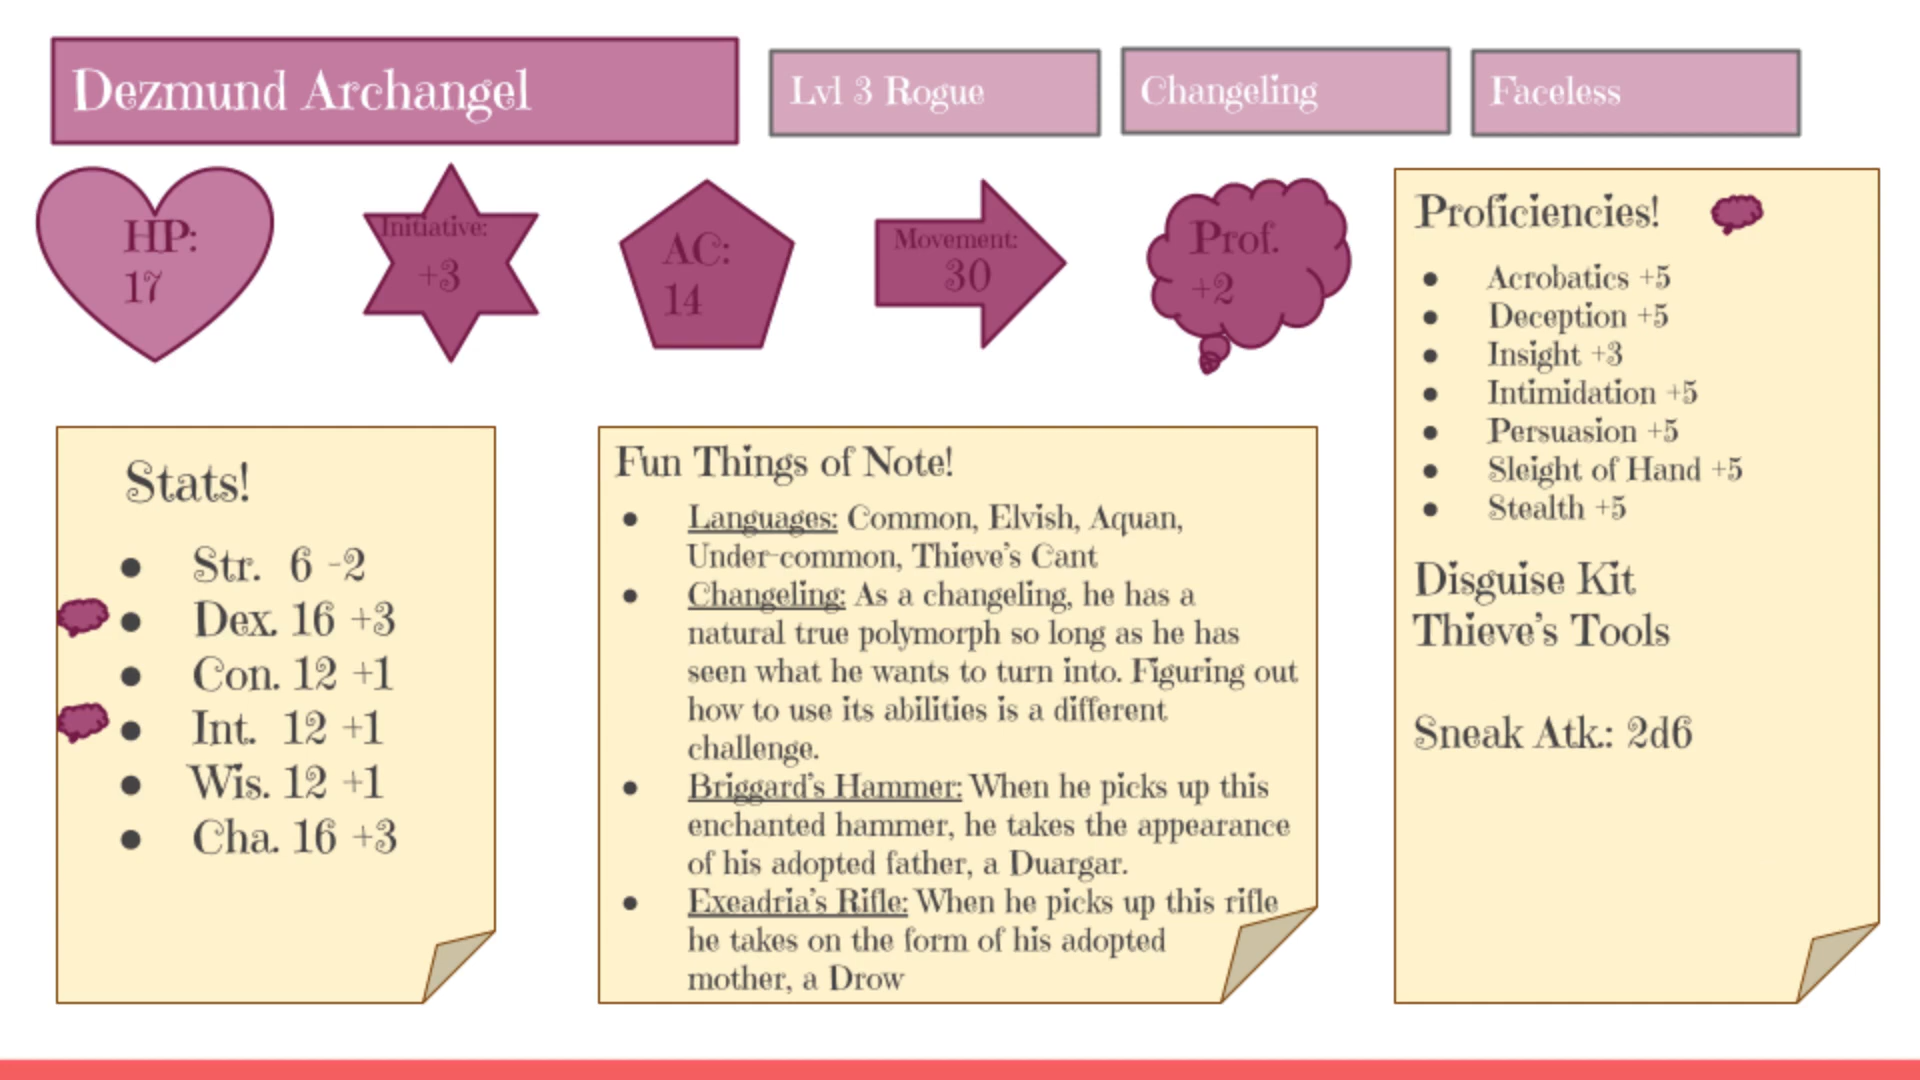 Dezmund Archangel
Lvl 3 Rogue
Changeling
Faceless
HP:
17
Initiative:
+3
AC:
14
Movement:
30
Prof.
+2
Stats!
● Str. 6 -2
● Dex. 16 +3
● Con. 12 +1
● Int. 12 +1
● Wis. 12 +1
● Cha. 16 +3
Fun Things of Note!
● Languages: Common, Elvish, Aquan,
Under-common, Thieve's Cant
● Changeling: As a changeling, he has a
natural true polymorph so long as he has
seen what he wants to turn into. Figuring out
how to use its abilities is a different
challenge.
● Briggard's Hammer: When he picks up this
enchanted hammer, he takes the appearance
of his adopted father, a Duargar.
● Exeadria's Rifle: When he picks up this rifle
he takes on the form of his adopted
mother, a Drow
Proficiencies!
● Acrobatics +5
● Deception +5
● Insight +3
● Intimidation +5
● Persuasion +5
● Sleight of Hand +5
● Stealth +5
Disguise Kit
Thieve's Tools
Sneak Atk.: 2d6